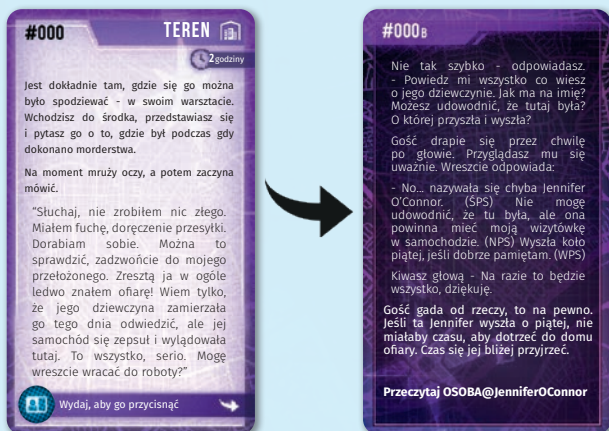 #000
TEREN
2 godziny
Jest dokładnie tam, gdzie się go można
było spodziewać - w swoim warsztacie.
Wchodzisz do środka, przedstawiasz się
i pytasz go o to, gdzie był podczas gdy
dokonano morderstwa.
Na moment mruży oczy, a potem zaczyna
mówić.
“Słuchaj, nie zrobiłem nic złego.
Miałem fuchę, doręczenie przesyłki.
Dorabiam sobie. Można to
sprawdzić, zadzwońcie do mojego
przełożonego. Zresztą ja w ogóle
ledwo znałem ofiarę! Wiem tylko,
że jego dziewczyna zamierzała
go tego dnia odwiedzić, ale jej
samochód się zepsuł i wylądowała
tutaj. To wszystko, serio. Mogę
wreszcie wracać do roboty?”
Wydaj, aby go przycisnąć
#000B
Nie tak szybko - odpowiadasz.
- Powiedz mi wszystko co wiesz
o jego dziewczynie. Jak ma na imię?
Możesz udowodnić, że tutaj była?
O której przyszła i wyszła?
Gość drapie się przez chwilę
po głowie. Przyglądasz mu się
uważnie. Wreszcie odpowiada:
- No... nazywała się chyba Jennifer
O’Connor. (ŚPS) Nie mogę
udowodnić, że tu była, ale ona
powinna mieć moją wizytówkę
w samochodzie. (NPS) Wyszła koło
piątej, jeśli dobrze pamiętam. (WPS)
Kiwasz głową - Na razie to będzie
wszystko, dziękuję.
Gość gada od rzeczy, to na pewno.
Jeśli ta Jennifer wyszła o piątej, nie
miałaby czasu, aby dotrzeć do domu
ofiary. Czas się jej bliżej przyjrzeć.
Przeczytaj OSOBA@JenniferOConnor